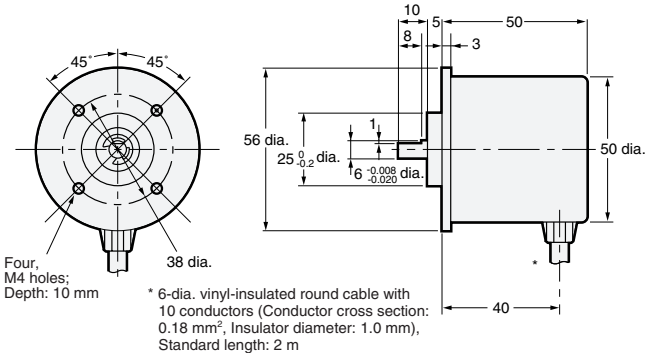 45° 45°
10
5
50
8
3
56 dia.
1
25 0 -0.2 dia.
6 -0.008 -0.020 dia.
50 dia.
38 dia.
Four,
M4 holes;
Depth: 10 mm
*
40
* 6-dia. vinyl-insulated round cable with
10 conductors (Conductor cross section:
0.18 mm², Insulator diameter: 1.0 mm),
Standard length: 2 m